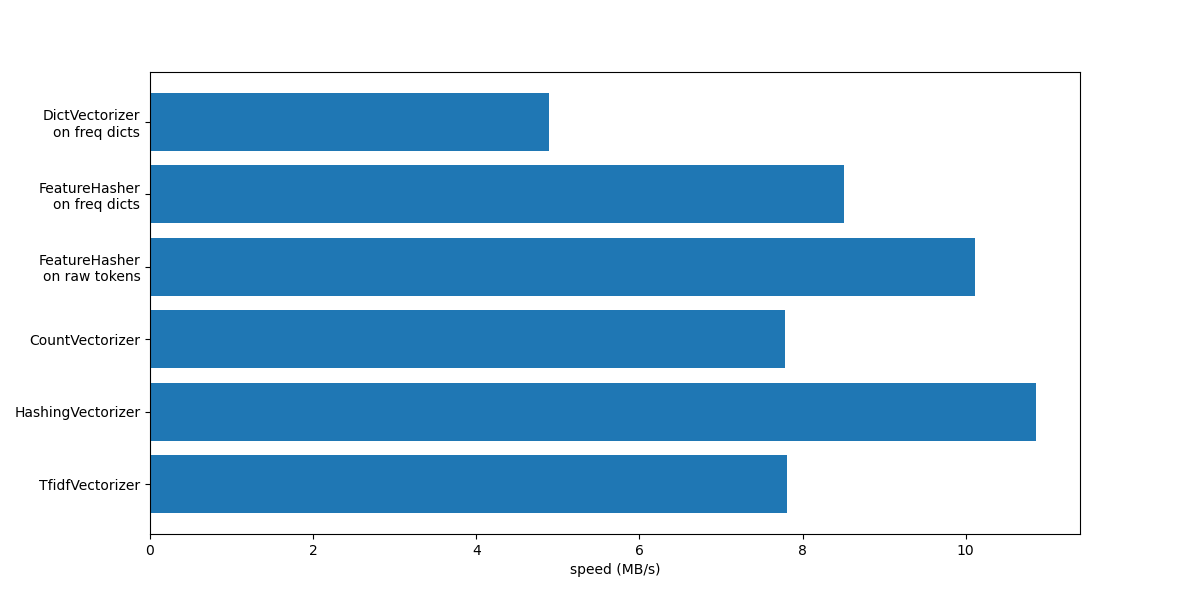 DictVectorizer
on freq dicts
FeatureHasher
on freq dicts
FeatureHasher
on raw tokens
CountVectorizer
HashingVectorizer
TfidfVectorizer
0 2 4 6 8 10
speed (MB/s)